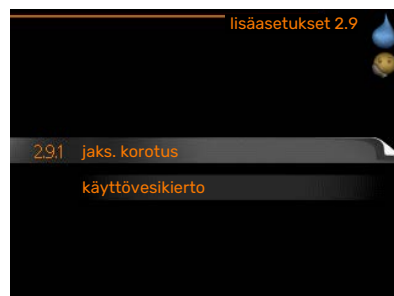 lisäasetukset 2.9
2.9.1 jaks. korotus
käyttövesikierto